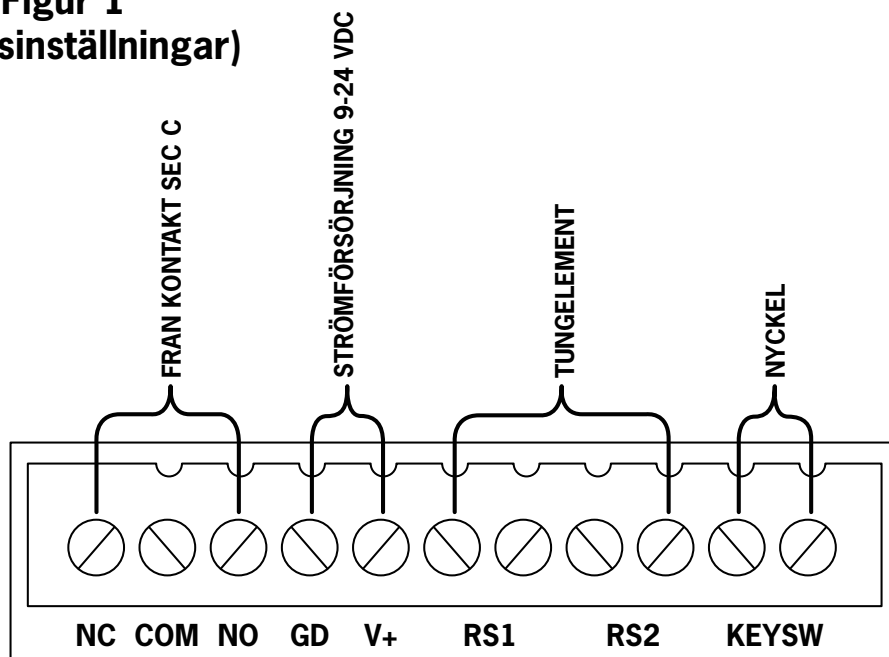 Figur 1
sinställningar)
FRAN KONTAKT SEC C
STRÖMFÖRSÖRJNING 9-24 VDC
TUNGELEMENT
NYCKEL
NC COM NO GD V+ RS1 RS2 KEYSW